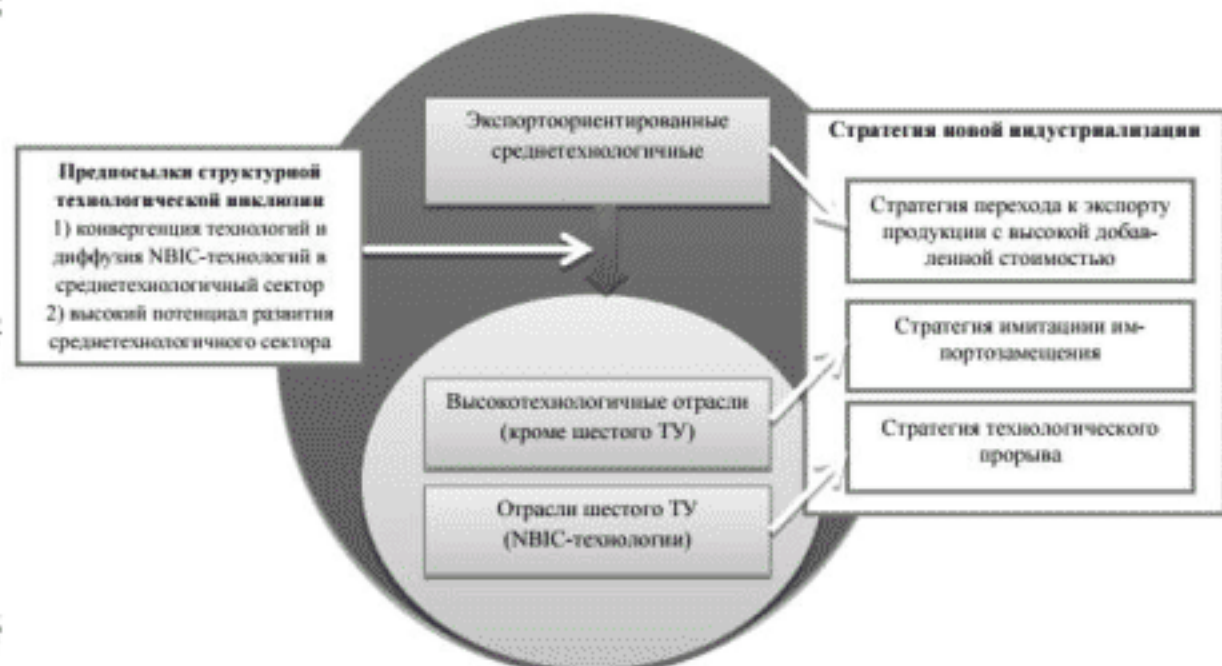 Экспортоориентированные
среднетехнологичные
Предпосылки структурной
технологической инклюзии
1) конвергенция технологий и
диффузия NBIC-технологий в
среднетехнологичный сектор
2) высокий потенциал развития
среднетехнологичного сектора
Высокотехнологичные отрасли
(кроме шестого ТУ)
Отрасли шестого ТУ
(NBIC-технологии)
Стратегия новой индустриализации
Стратегия перехода к экспорту
продукции с высокой добав-
ленной стоимостью
Стратегия имитациии им-
портозамещения
Стратегия технологического
прорыва